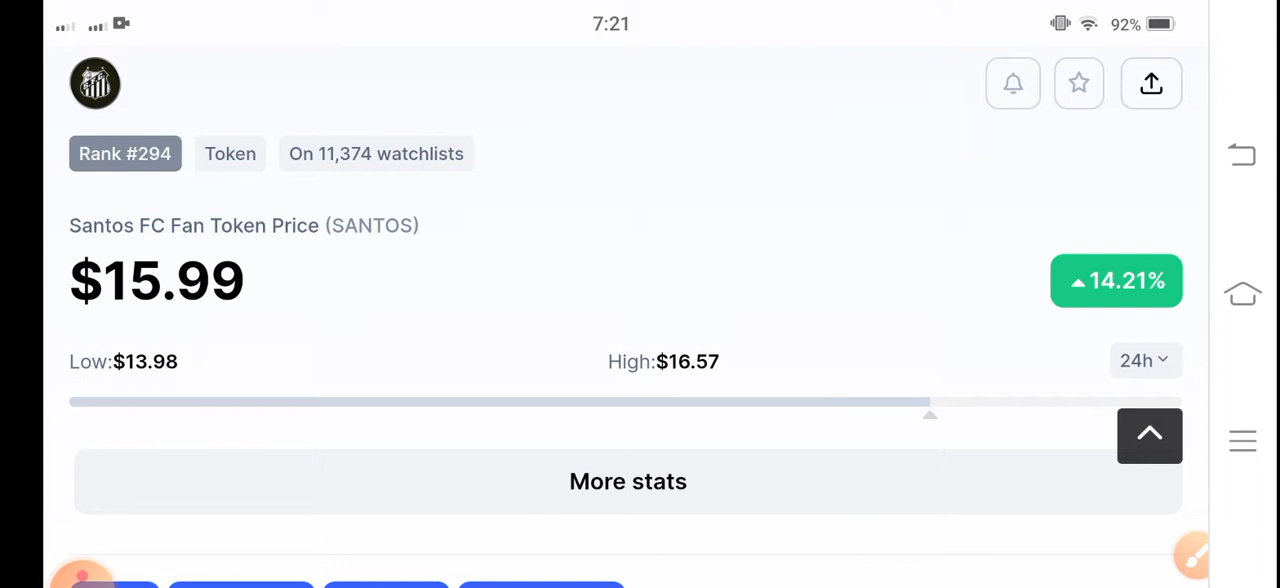 7:21
92%
Rank #294 Token On 11,374 watchlists
Santos FC Fan Token Price (SANTOS)
$15.99
14.21%
Low:$13.98 High:$16.57 24h
More stats